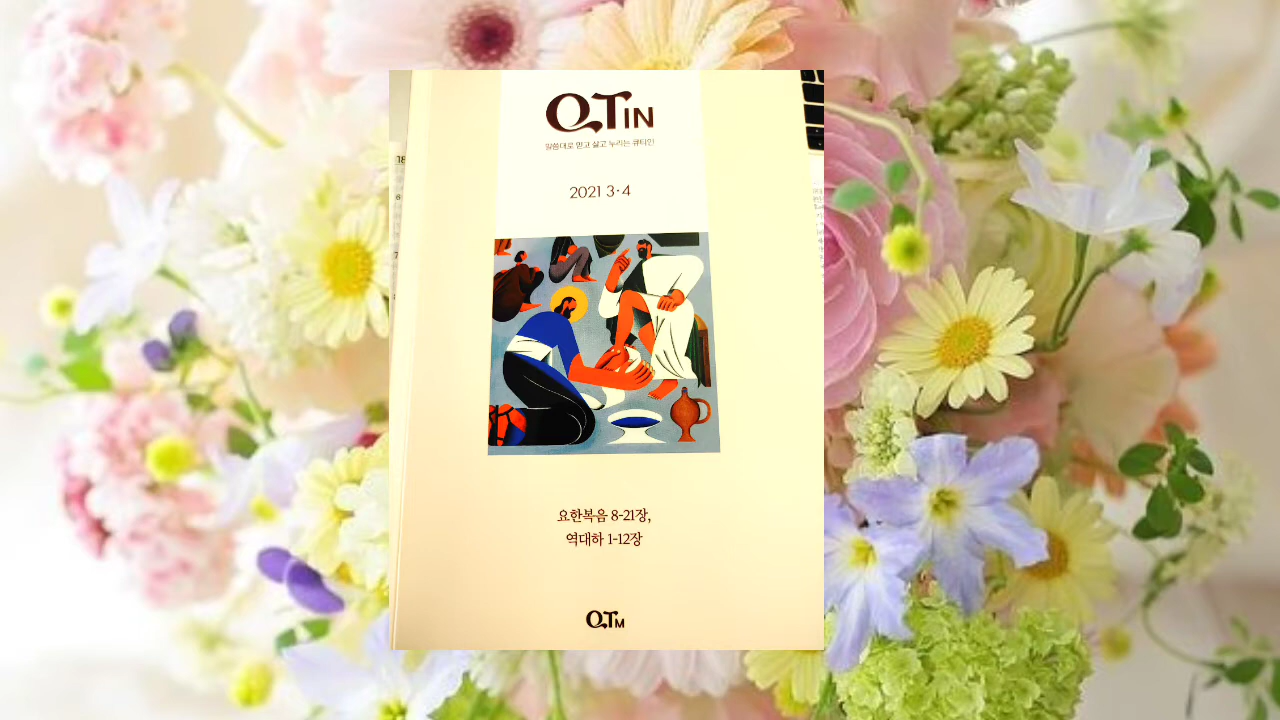 QTIN
말씀대로 믿고 살고 누리는 큐티인
2021 3·4
요한복음 8-21장,
역대하 1-12장
QTM